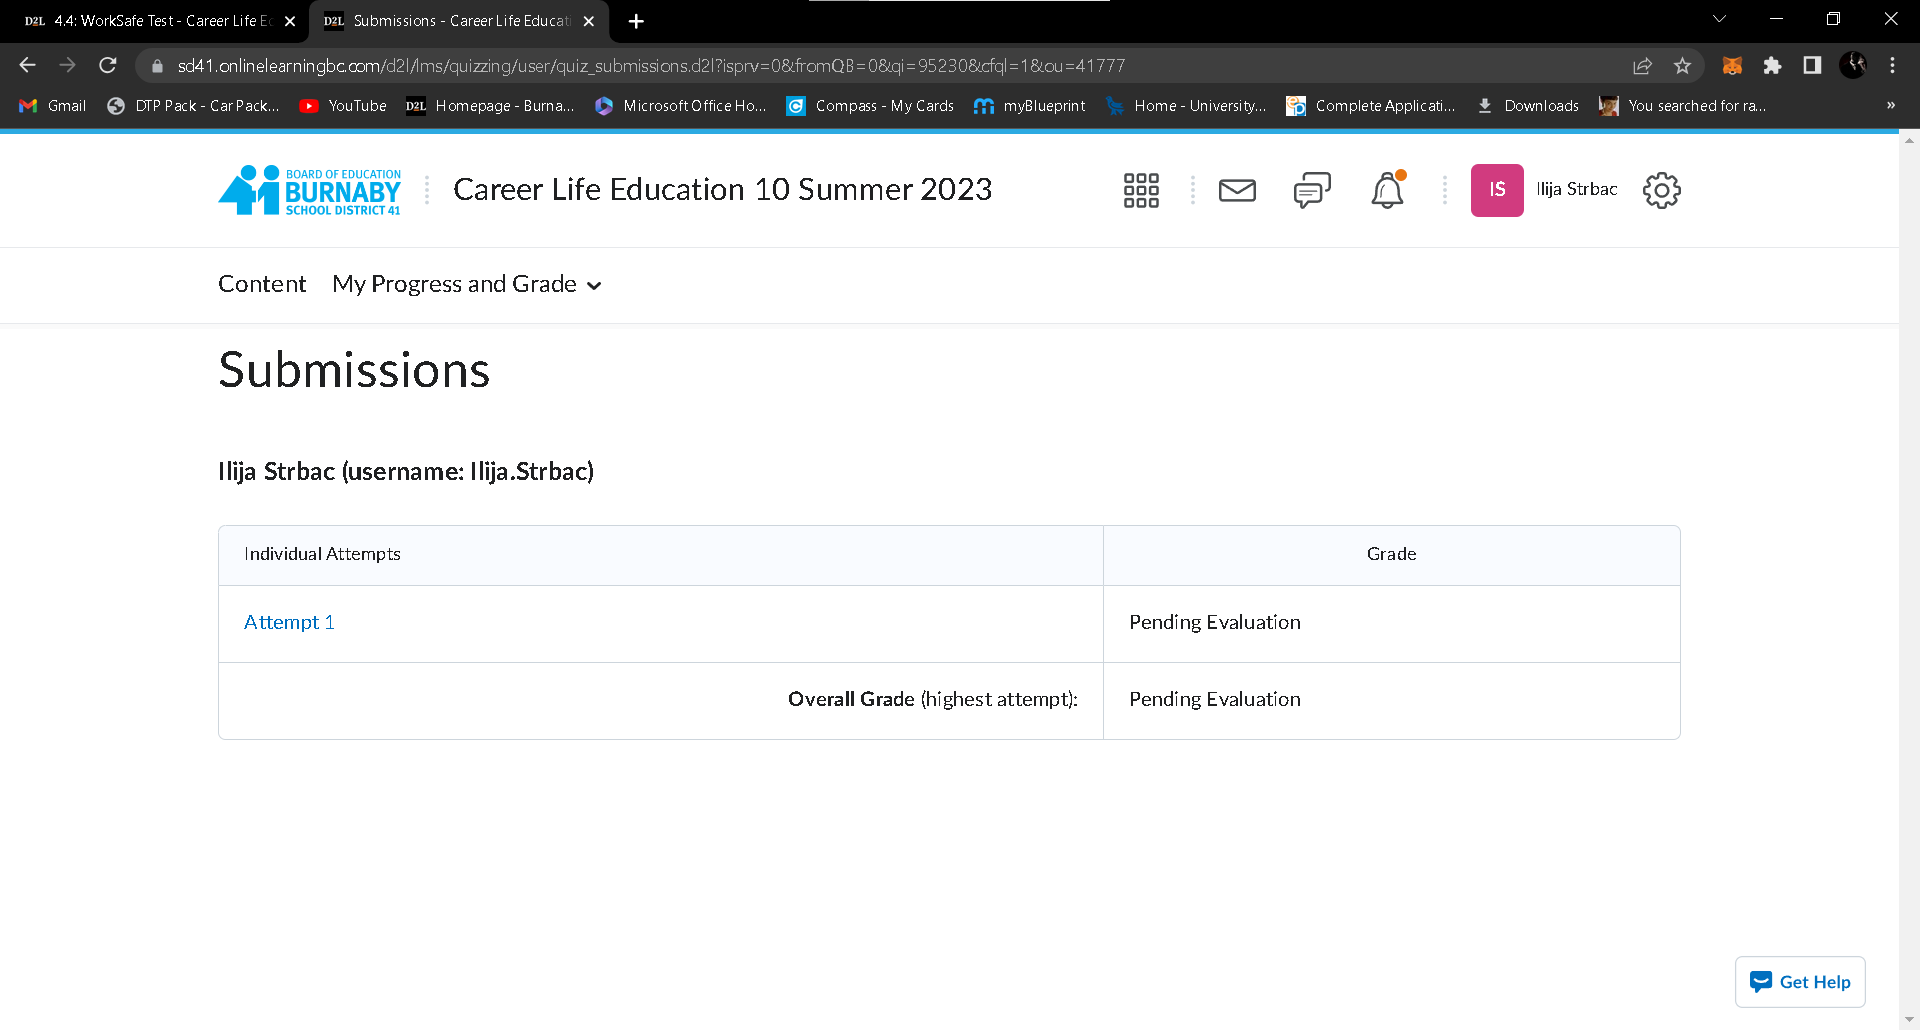 D2L 4.4: WorkSafe Test - Career Life Ed
D2L Submissions - Career Life Educati
sd41.onlinelearningbc.com/d2l/lms/quizzing/user/quiz_submissions.d2l?isprv=0&fromQB=0&qi=95230&cfql=1&ou=41777
Gmail DTP Pack - Car Pack... YouTube D2L Homepage - Burna... Microsoft Office Ho... Compass - My Cards myBlueprint Home - University... Complete Applicati... Downloads You searched for ra... »
BOARD OF EDUCATION
BURNABY
SCHOOL DISTRICT 41
Career Life Education 10 Summer 2023
IS Ilija Strbac
Content My Progress and Grade
Submissions
Ilija Strbac (username: Ilija.Strbac)
Individual Attempts Grade
Attempt 1 Pending Evaluation
Overall Grade (highest attempt): Pending Evaluation
Get Help